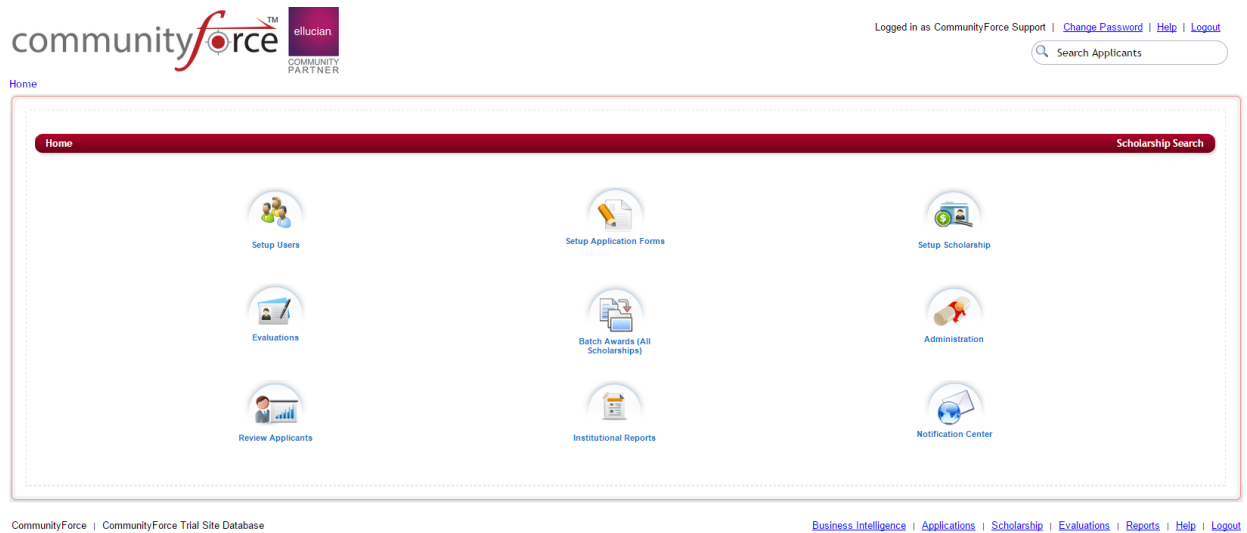 communityforce™
ellucian
COMMUNITY
PARTNER
Logged in as CommunityForce Support | Change Password | Help | Logout
Search Applicants
Home
Home
Scholarship Search
Setup Users
Setup Application Forms
Setup Scholarship
Evaluations
Batch Awards (All
Scholarships)
Administration
Review Applicants
Institutional Reports
Notification Center
CommunityForce | CommunityForce Trial Site Database
Business Intelligence | Applications | Scholarship | Evaluations | Reports | Help | Logout